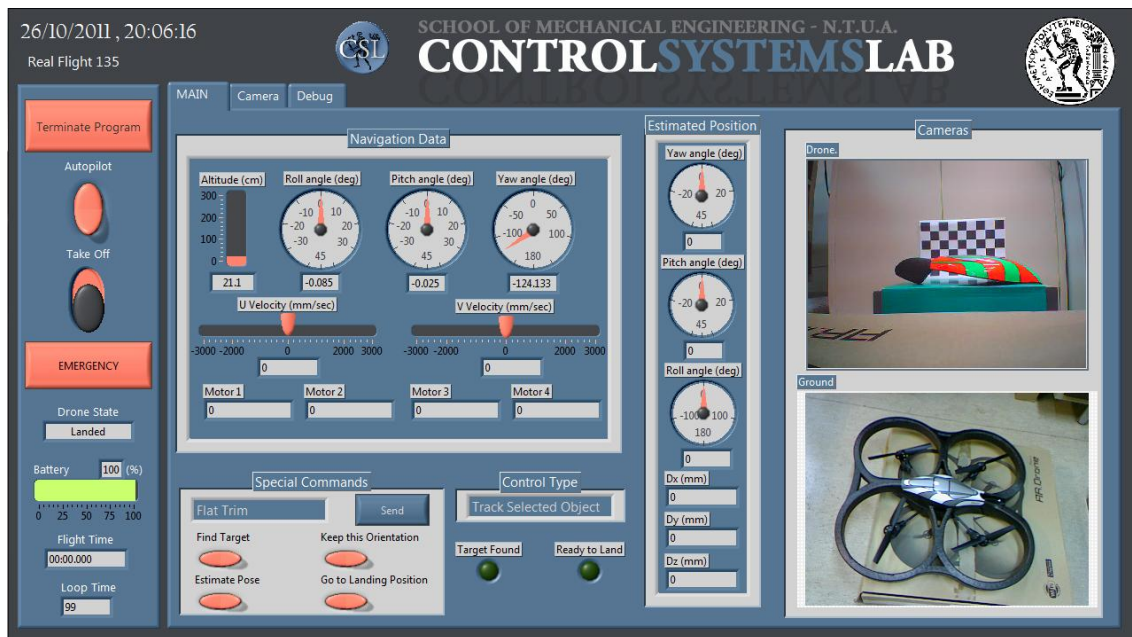 26/10/2011 , 20:06:16
Real Flight 135
CSL
SCHOOL OF MECHANICAL ENGINEERING - N.T.U.A.
CONTROLSYSTEMSLAB
Terminate Program
Autopilot
Take Off
EMERGENCY
Drone State
Landed
Battery 100 (%)
0 25 50 75 100
Flight Time
00:00.000
Loop Time
99
MAIN Camera Debug
Navigation Data
Altitude (cm) Roll angle (deg) Pitch angle (deg) Yaw angle (deg)
300
200
100
0
0
-10 10
-20 20
-30 30
45
0
-10 10
-20 20
-30 30
45
0
-50 50
-100 100
180
21.1 -0.085 -0.025 -124.133
U Velocity (mm/sec) V Velocity (mm/sec)
-3000 -2000 0 2000 3000 -3000 -2000 0 2000 3000
0 0
Motor 1 Motor 2 Motor 3 Motor 4
0 0 0 0
Special Commands
Flat Trim Send
Find Target Keep this Orientation
Estimate Pose Go to Landing Position
Control Type
Track Selected Object
Target Found Ready to Land
Estimated Position
Yaw angle (deg)
0
-20 20
45
0
Pitch angle (deg)
0
-20 20
45
0
Roll angle (deg)
0
-100 100
180
0
Dx (mm)
0
Dy (mm)
0
Dz (mm)
0
Cameras
Drone.
Ground
AR.Drone